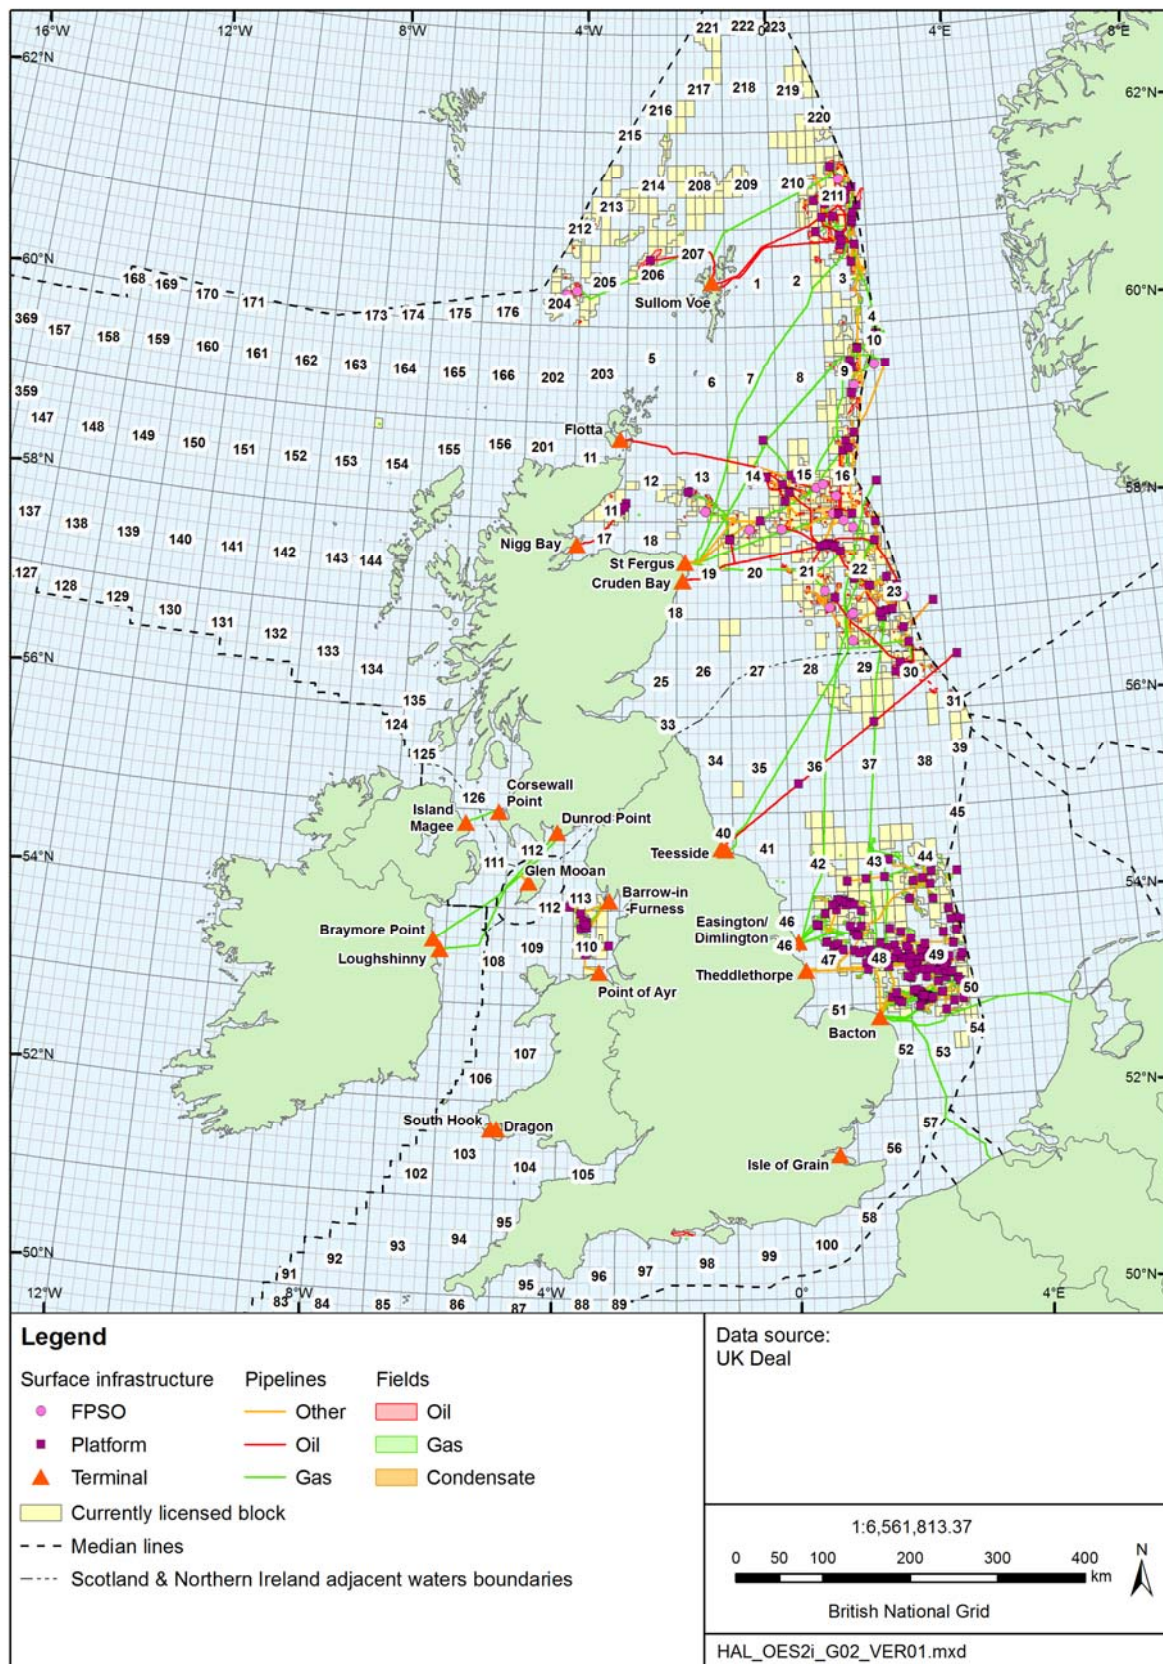 16°W
12°W
8°W
4°W
0°
4°E
8°E
221
222
223
62°N
62°N
217
218
219
216
220
215
214
208
209
210
211
213
212
207
206
205
204
Sullom Voe
1
2
3
60°N
60°N
168
169
170
171
173
174
175
176
4
10
369
157
158
159
160
161
162
163
164
165
166
202
203
5
6
7
8
9
359
147
148
149
150
151
152
153
154
155
156
201
11
Flotta
58°N
58°N
12
13
14
15
16
11
17
18
Nigg Bay
St Fergus
Cruden Bay
19
20
21
22
23
18
137
138
139
140
141
142
143
144
127
128
129
130
131
132
133
134
135
56°N
56°N
25
26
27
28
29
30
31
33
124
125
34
35
36
37
38
39
126
Corsewall
Point
Island
Magee
Dunrod Point
45
40
Teesside
41
54°N
54°N
111
112
Glen Mooan
42
43
44
113
112
Barrow-in
-Furness
46
Easington/
Dimlington
46
Braymore Point
Loughshinny
108
109
110
47
48
49
50
Theddlethorpe
Point of Ayr
51
54
Bacton
52
53
52°N
52°N
107
106
South Hook
Dragon
57
56
103
102
104
105
Isle of Grain
58
95
94
93
92
91
100
99
98
97
96
95
50°N
50°N
12°W
83
8°W
84
85
86
87
4°W
88
89
0°
4°E
Legend
Surface infrastructure
Pipelines
Fields
FPSO
Other
Oil
Platform
Oil
Gas
Terminal
Gas
Condensate
Currently licensed block
Median lines
Scotland & Northern Ireland adjacent waters boundaries
Data source:
UK Deal
1:6,561,813.37
0 50 100 200 300 400
km
N
British National Grid
HAL_OES2i_G02_VER01.mxd